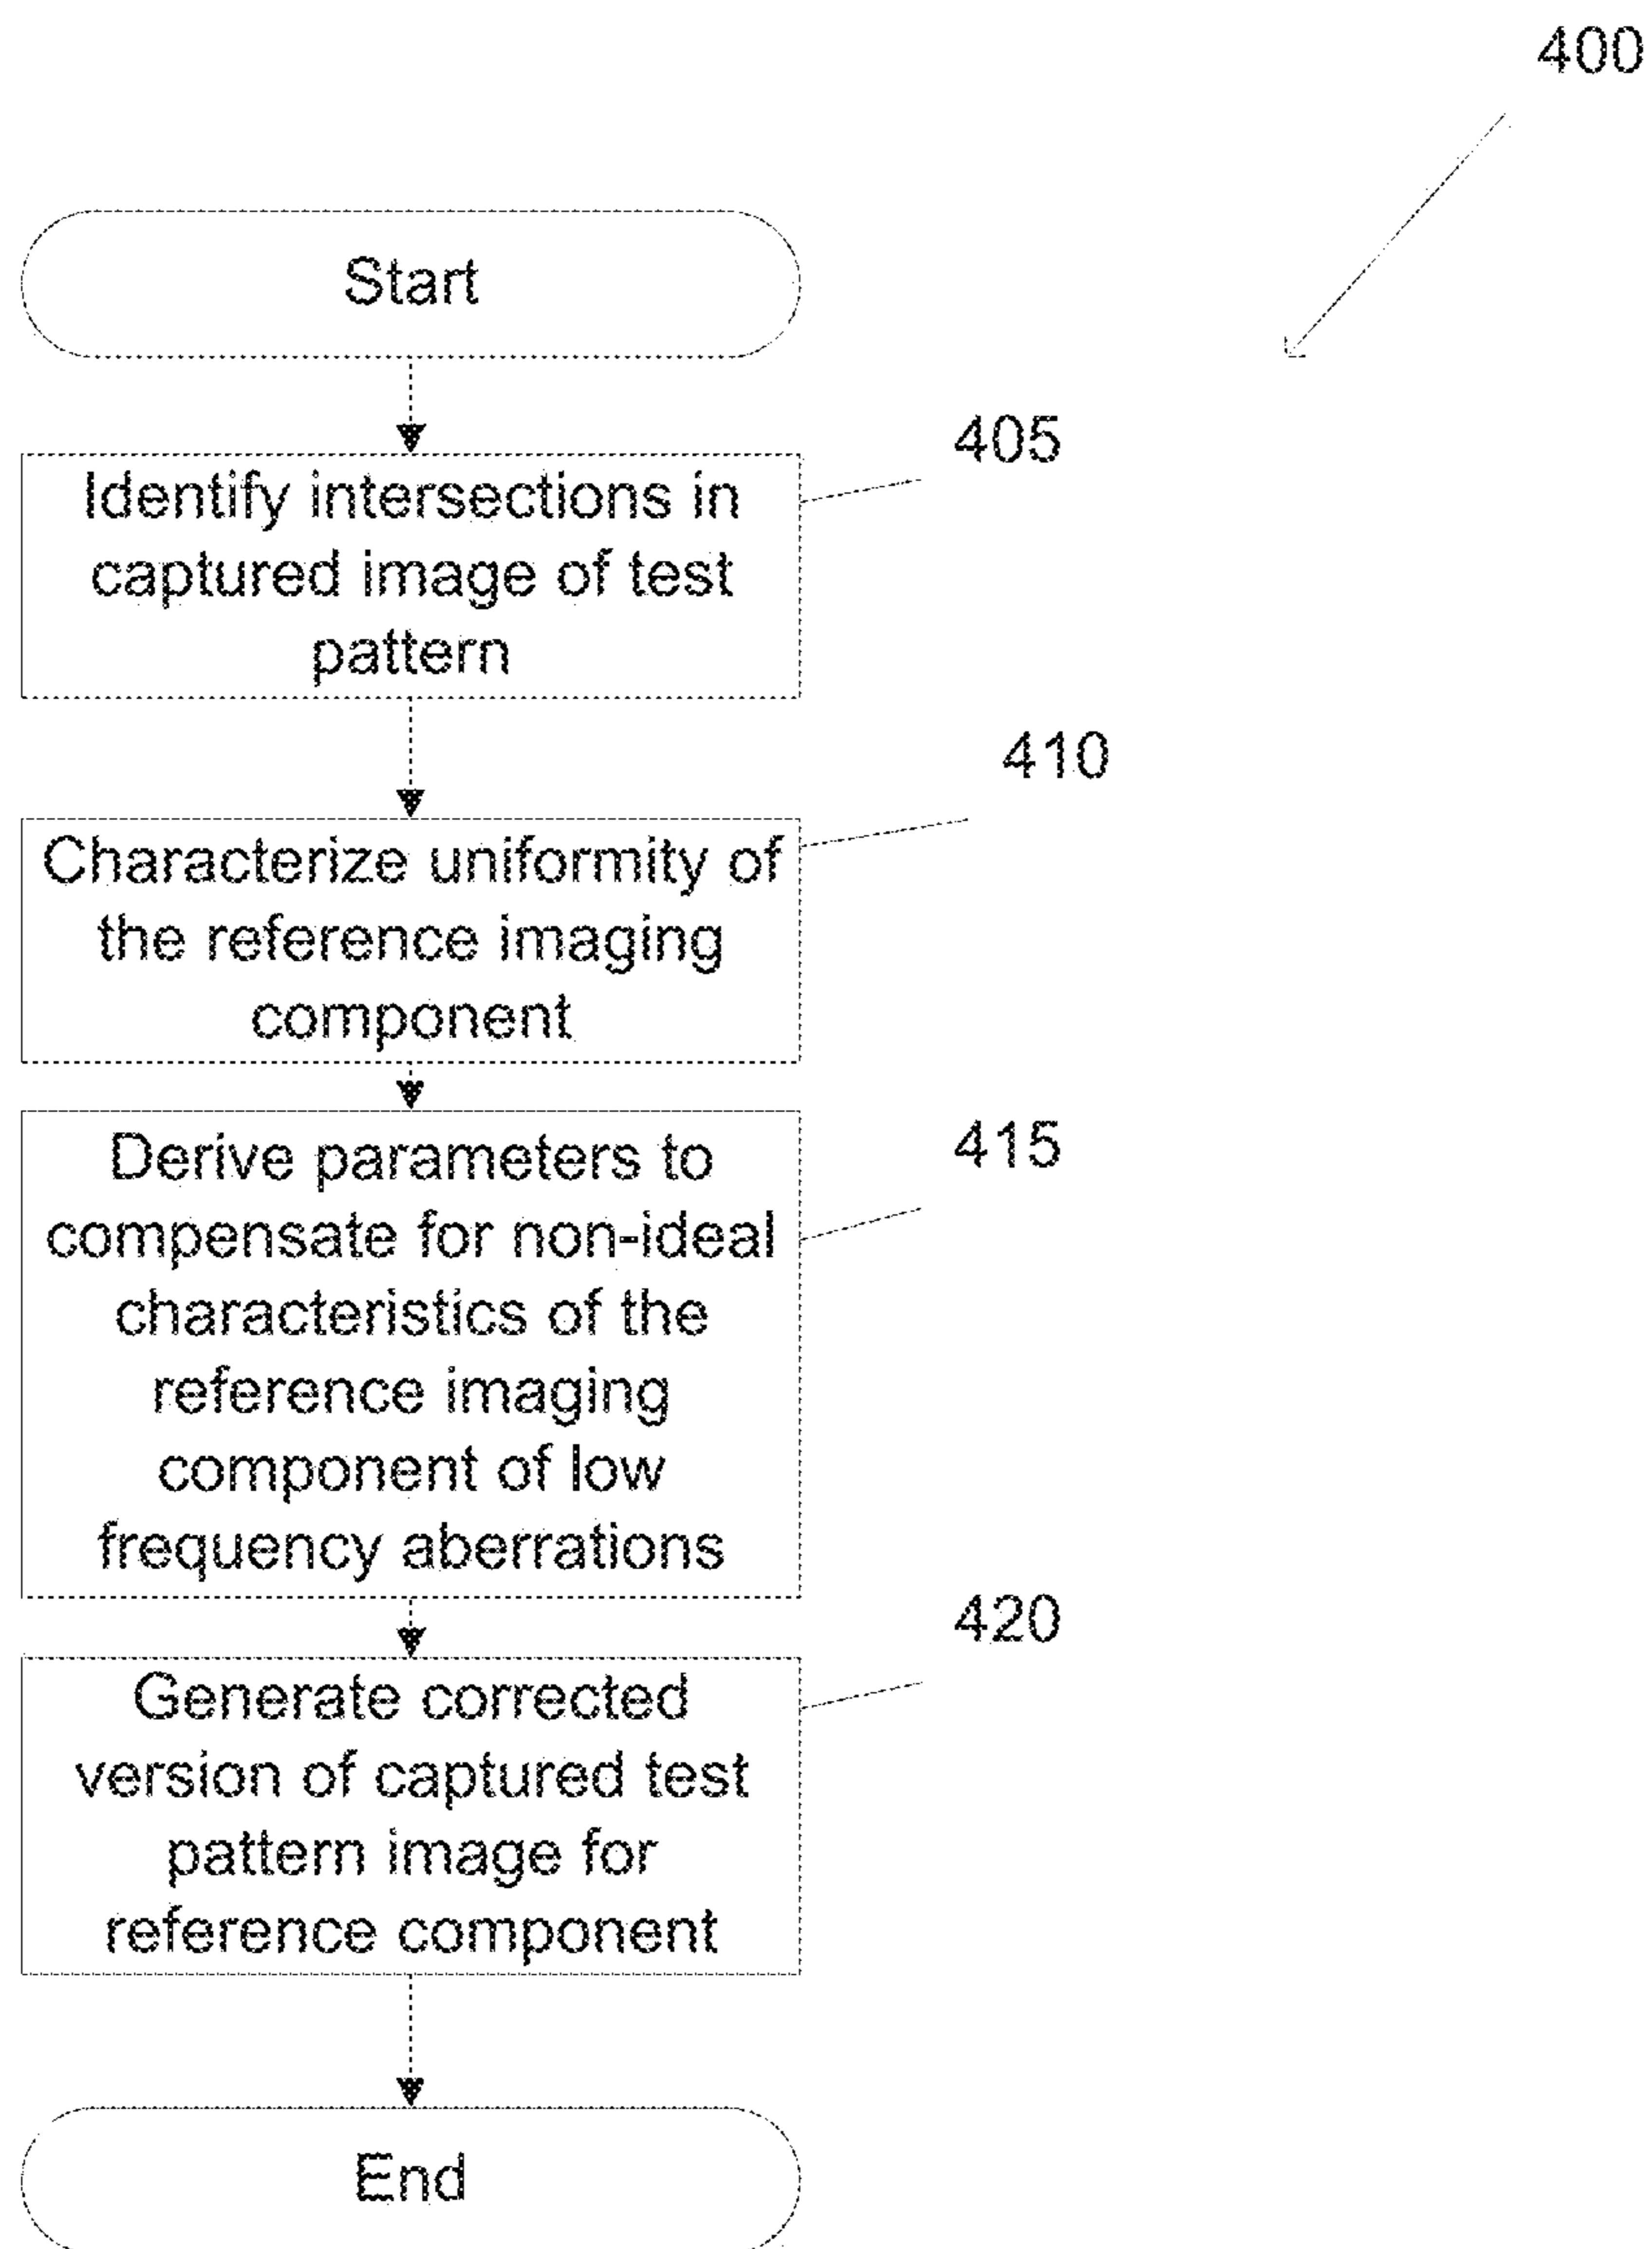 400
Start
405
Identify intersections in
captured image of test
pattern
410
Characterize uniformity of
the reference imaging
component
415
Derive parameters to
compensate for non-ideal
characteristics of the
reference imaging
component of low
frequency aberrations
420
Generate corrected
version of captured test
pattern image for
reference component
End